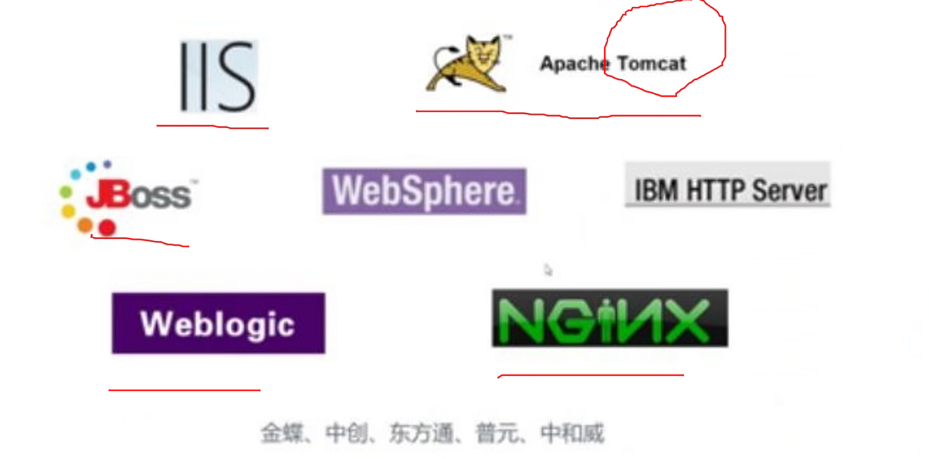 IIS
Apache Tomcat
JBoss
WebSphere
IBM HTTP Server
Weblogic
NGiNX
金蝶、中创、东方通、普元、中和威